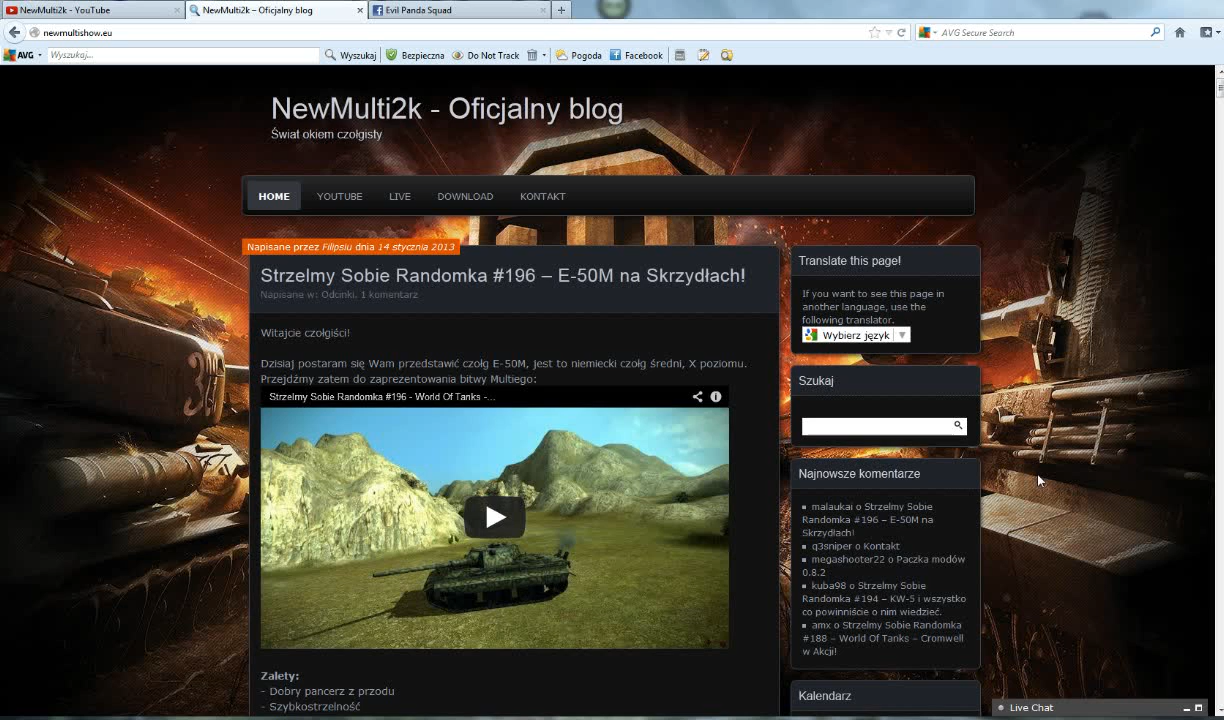 NewMulti2k - YouTube
NewMulti2k – Oficjalny blog
Evil Panda Squad
newmultishow.eu
AVG Secure Search
AVG
Wyszukaj...
Wyszukaj
Bezpieczna
Do Not Track
Pogoda
Facebook
NewMulti2k - Oficjalny blog
Świat okiem czołgisty
HOME
YOUTUBE
LIVE
DOWNLOAD
KONTAKT
Napisane przez Filipsiu dnia 14 stycznia 2013
Strzelmy Sobie Randomka #196 – E-50M na Skrzydłach!
Napisane w: Odcinki. 1 komentarz
Witajcie czołgiści!
Dzisiaj postaram się Wam przedstawić czołg E-50M, jest to niemiecki czołg średni, X poziomu.
Przejdźmy zatem do zaprezentowania bitwy Multiego:
Strzelmy Sobie Randomka #196 - World Of Tanks -...
Zalety:
- Dobry pancerz z przodu
- Szybkostrzelność
Translate this page!
If you want to see this page in
another language, use the
following translator.
Wybierz język
Szukaj
Najnowsze komentarze
malaukai o Strzelmy Sobie
Randomka #196 – E-50M na
Skrzydłach!
q3sniper o Kontakt
megashooter22 o Paczka modów
0.8.2
kuba98 o Strzelmy Sobie
Randomka #194 – KW-5 i wszystko
co powinniście o nim wiedzieć.
amx o Strzelmy Sobie Randomka
#188 – World Of Tanks – Cromwell
w Akcji!
Kalendarz
Live Chat